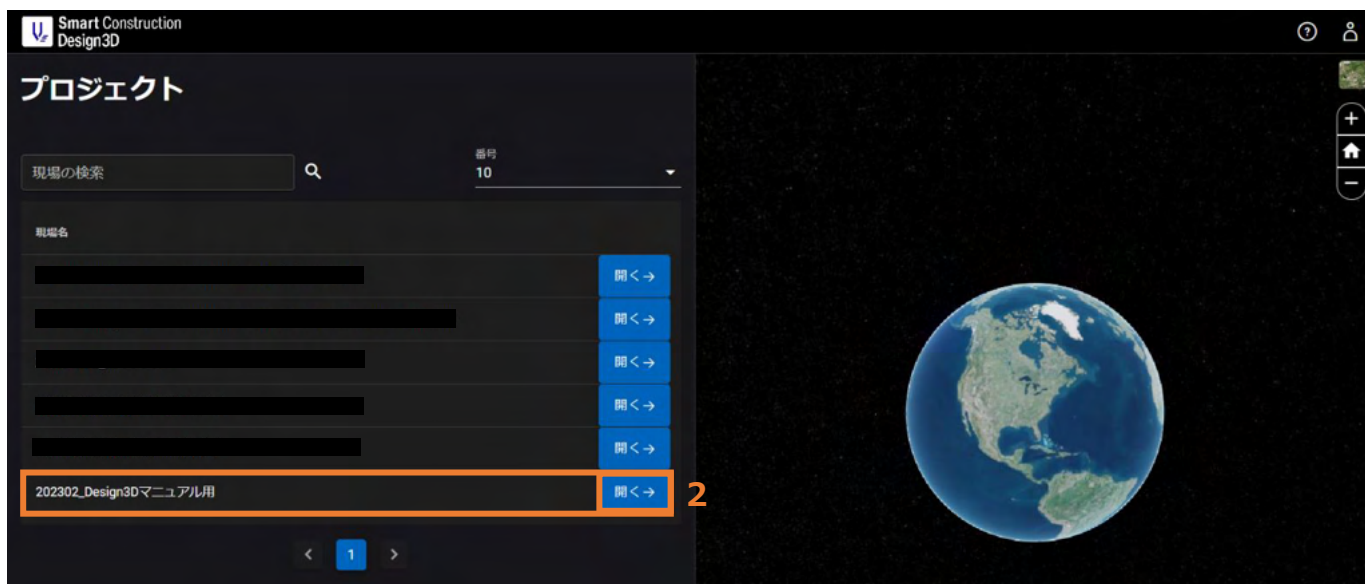 Smart Construction
Design3D
プロジェクト
現場の検索
番号
10
現場名
開く→
開く→
開く→
開く→
開く→
202302_Design3Dマニュアル用
開く→
2
< 1 >